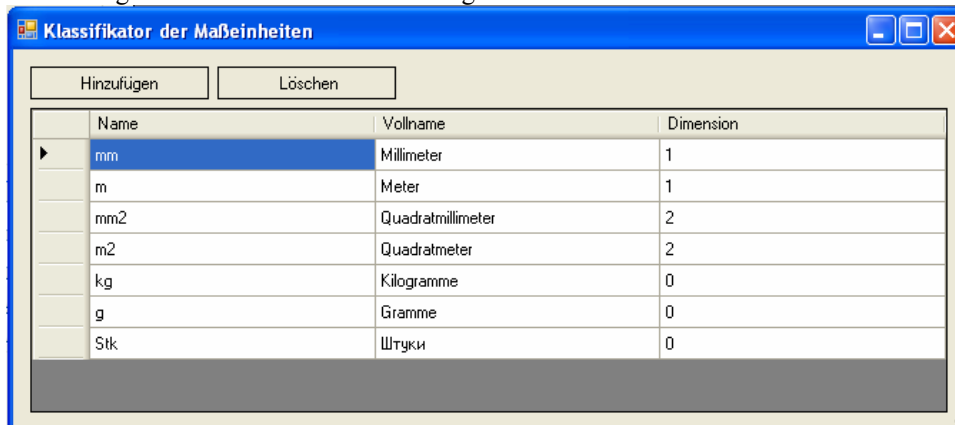 Klassifikator der Maßeinheiten
Hinzufügen Löschen
Name Vollname Dimension
mm Millimeter 1
m Meter 1
mm2 Quadratmillimeter 2
m2 Quadratmeter 2
kg Kilogramme 0
g Gramme 0
Stk Штуки 0